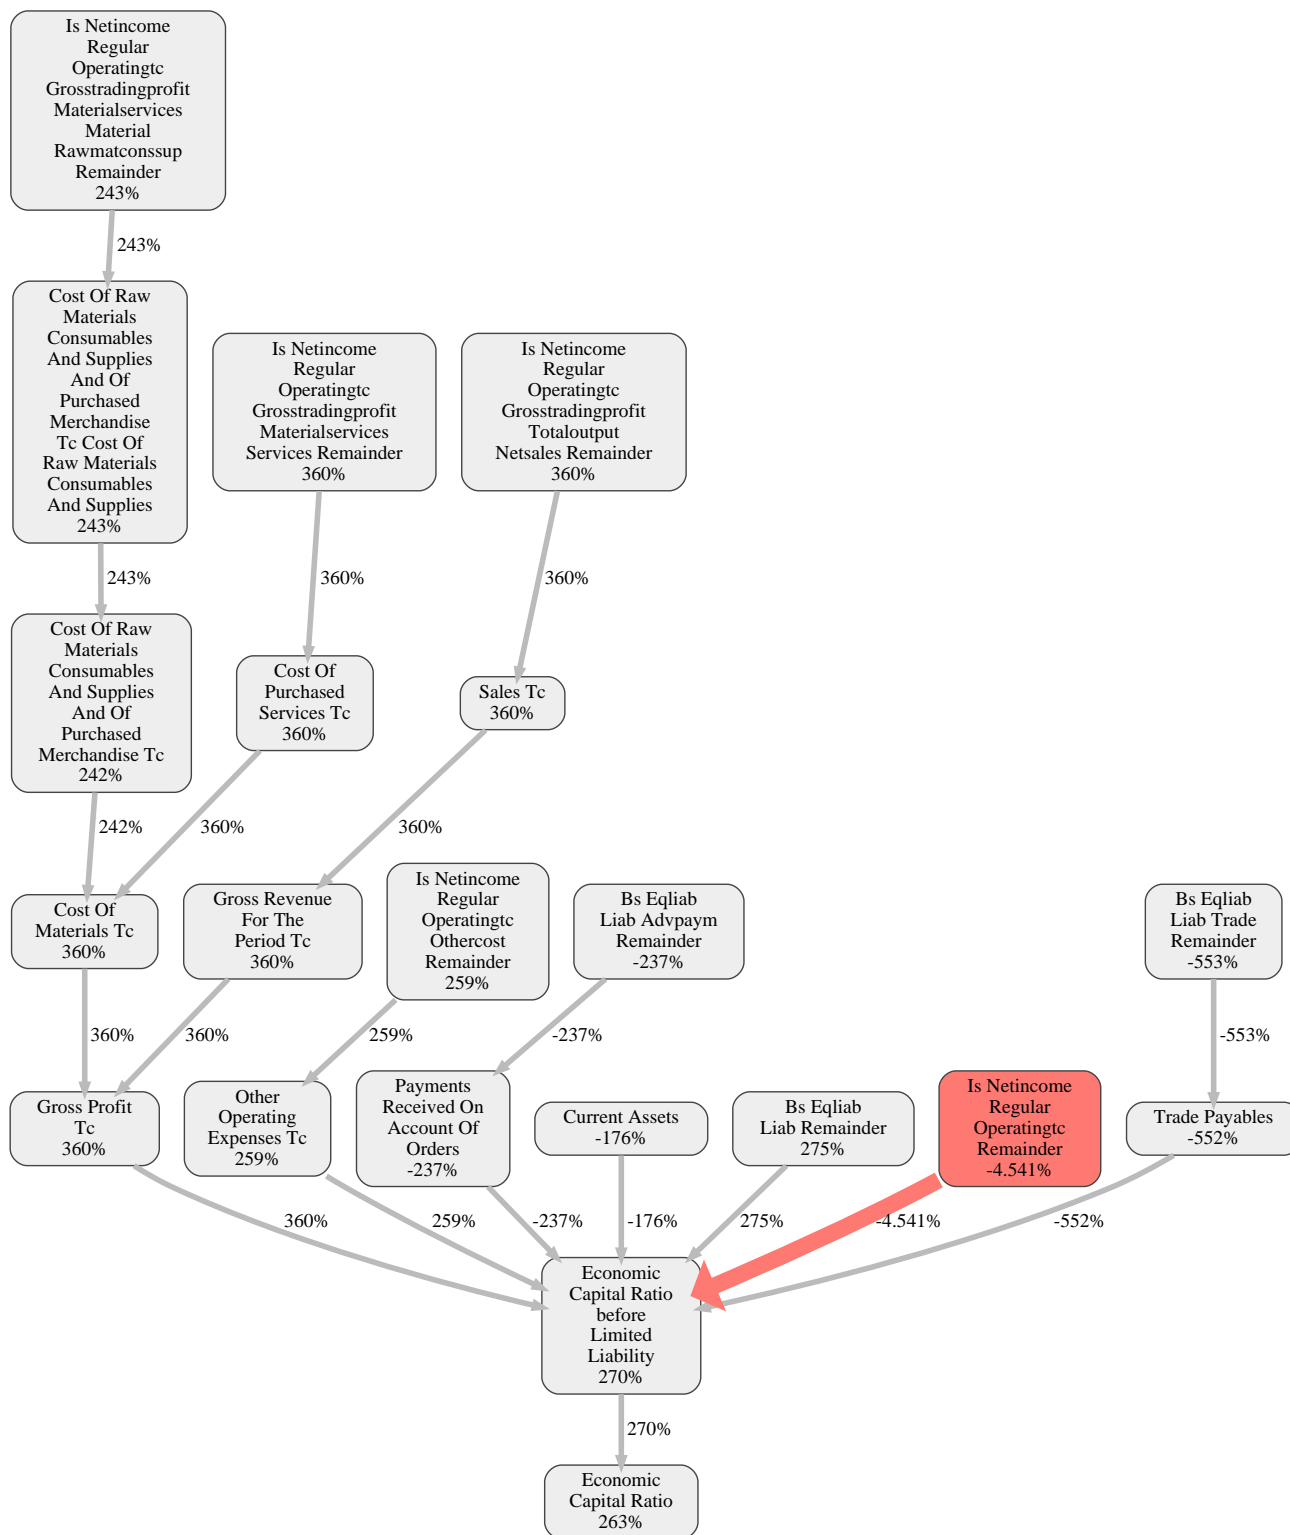 Is Netincome
Regular
Operatingtc
Grosstradingprofit
Materialservices
Material
Rawmatconssup
Remainder
243%
243%
Cost Of Raw
Materials
Consumables
And Supplies
And Of
Purchased
Merchandise
Tc Cost Of
Raw Materials
Consumables
And Supplies
243%
Is Netincome
Regular
Operatingtc
Grosstradingprofit
Materialservices
Services Remainder
360%
Is Netincome
Regular
Operatingtc
Grosstradingprofit
Totaloutput
Netsales Remainder
360%
243%
360%
360%
Cost Of Raw
Materials
Consumables
And Supplies
And Of
Purchased
Merchandise Tc
242%
Cost Of
Purchased
Services Tc
360%
Sales Tc
360%
242%
360%
360%
Cost Of
Materials Tc
360%
Gross Revenue
For The
Period Tc
360%
Is Netincome
Regular
Operatingtc
Othercost
Remainder
259%
Bs Eqliab
Liab Advpaym
Remainder
-237%
Bs Eqliab
Liab Trade
Remainder
-553%
360%
360%
259%
-237%
-553%
Gross Profit
Tc
360%
Other
Operating
Expenses Tc
259%
Payments
Received On
Account Of
Orders
-237%
Current Assets
-176%
Bs Eqliab
Liab Remainder
275%
Is Netincome
Regular
Operatingtc
Remainder
-4.541%
Trade Payables
-552%
360%
259%
-237%
-176%
275%
-4.541%
-552%
Economic
Capital Ratio
before
Limited
Liability
270%
270%
Economic
Capital Ratio
263%